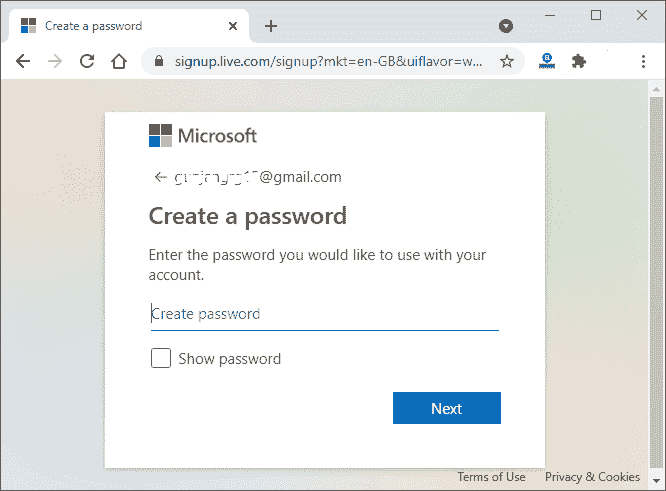 Create a password
signup.live.com/signup?mkt=en-GB&uiflavor=w...
Microsoft
@gmail.com
Create a password
Enter the password you would like to use with your
account.
Create password
Show password
Next
Terms of Use Privacy & Cookies